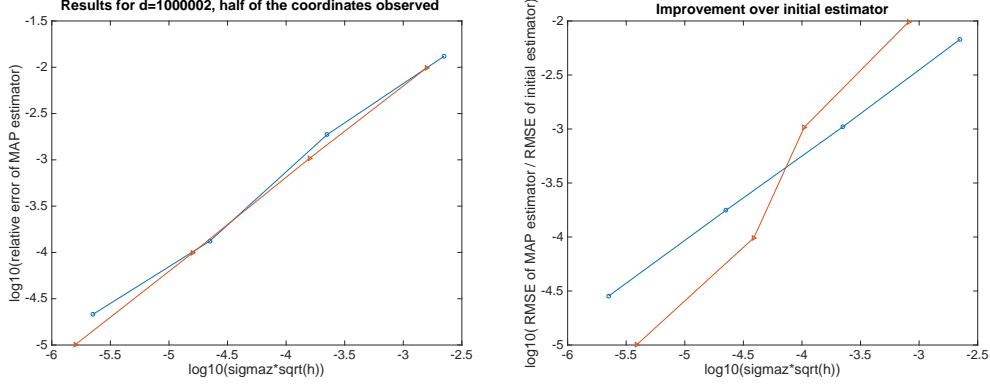 Results for d=1000002, half of the coordinates observed
log10(relative error of MAP estimator)
-1.5
-2
-2.5
-3
-3.5
-4
-4.5
-5
-6 -5.5 -5 -4.5 -4 -3.5 -3 -2.5
log10(sigmaz*sqrt(h))
Improvement over initial estimator
log10( RMSE of MAP estimator / RMSE of initial estimator)
-2
-2.5
-3
-3.5
-4
-4.5
-5
-6 -5.5 -5 -4.5 -4 -3.5 -3 -2.5
log10(sigmaz*sqrt(h))